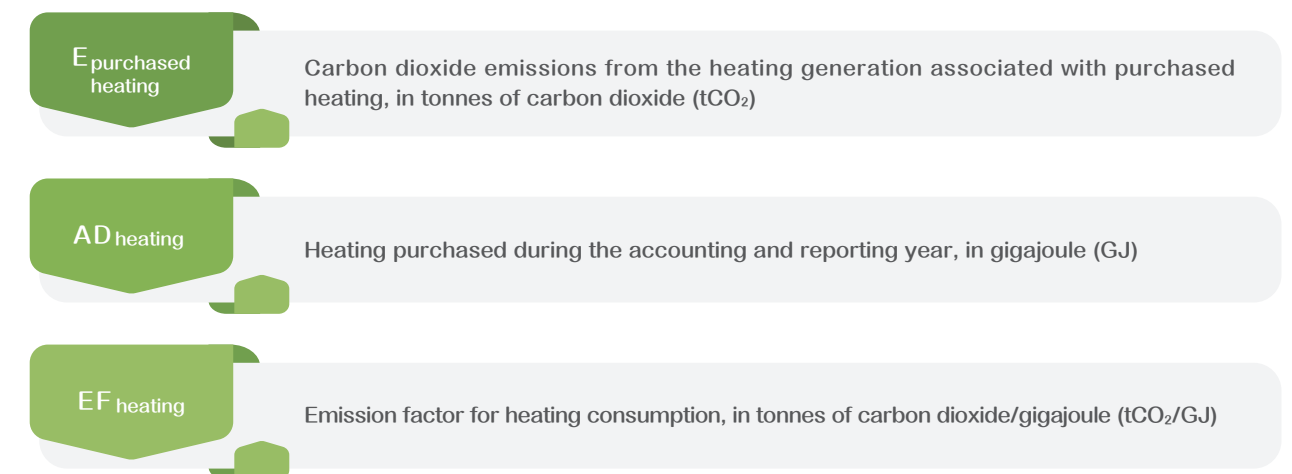 E purchased
heating
Carbon dioxide emissions from the heating generation associated with purchased
heating, in tonnes of carbon dioxide (tCO₂)
AD heating
Heating purchased during the accounting and reporting year, in gigajoule (GJ)
EF heating
Emission factor for heating consumption, in tonnes of carbon dioxide/gigajoule (tCO₂/GJ)